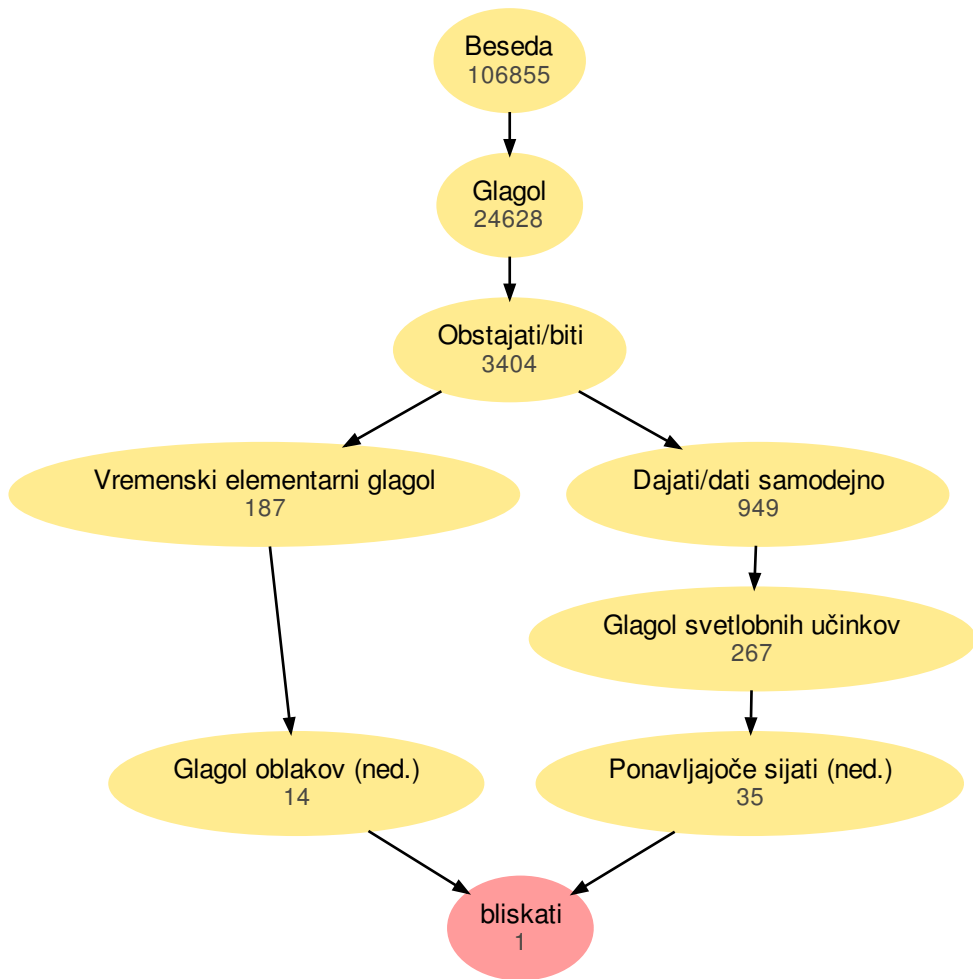 Beseda
106855
Glagol
24628
Obstajati/biti
3404
Vremenski elementarni glagol
187
Dajati/dati samodejno
949
Glagol svetlobnih učinkov
267
Glagol oblakov (ned.)
14
Ponavljajoče sijati (ned.)
35
bliskati
1